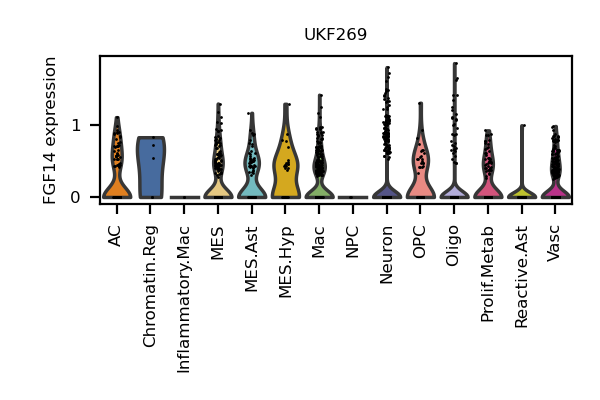 UKF269
FGF14 expression
1
0
AC
Chromatin.Reg
Inflammatory.Mac
MES
MES.Ast
MES.Hyp
Mac
NPC
Neuron
OPC
Oligo
Prolif.Metab
Reactive.Ast
Vasc